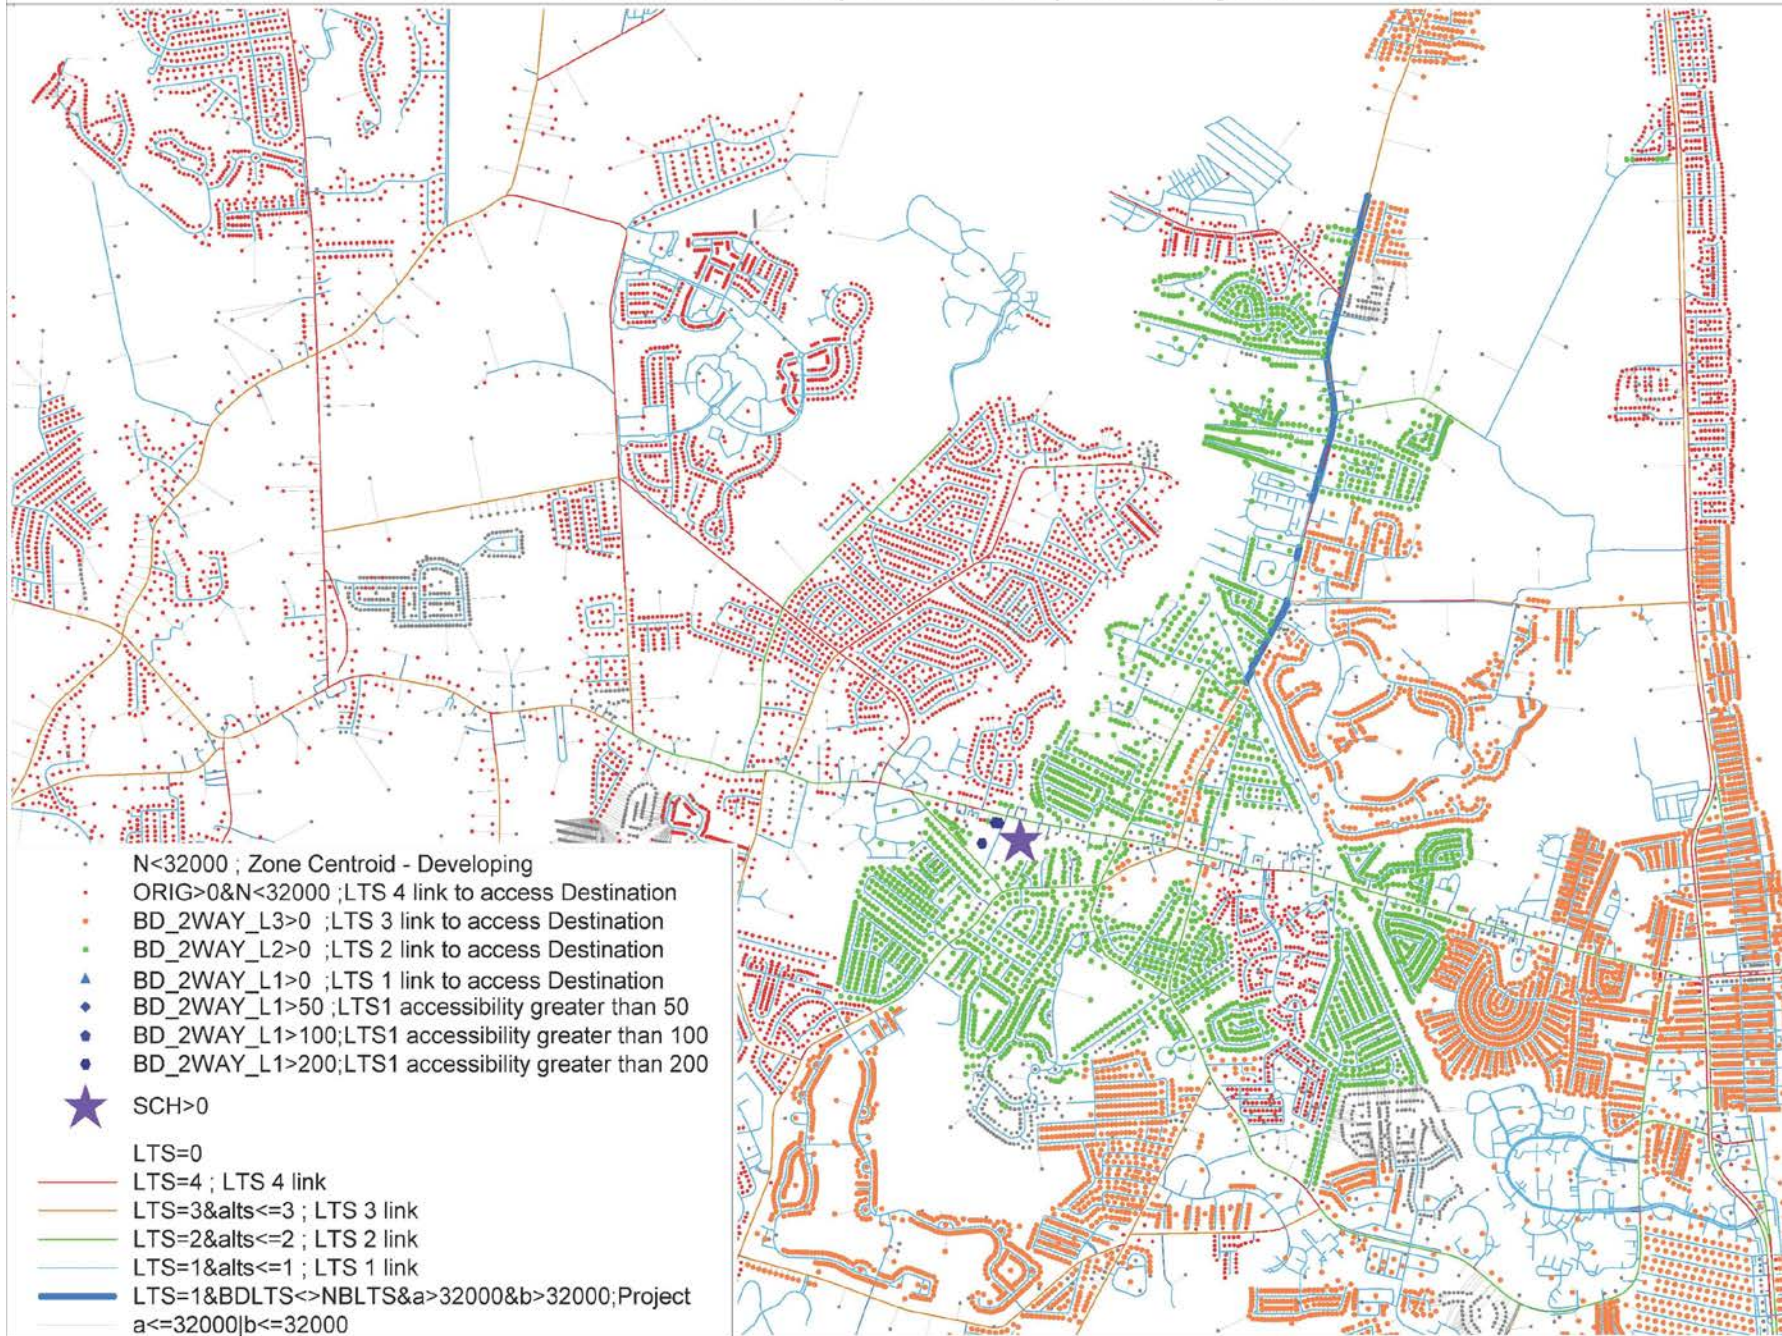 N<32000 ; Zone Centroid - Developing
ORIG>0&N<32000 ;LTS 4 link to access Destination
BD_2WAY_L3>0 ;LTS 3 link to access Destination
BD_2WAY_L2>0 ;LTS 2 link to access Destination
BD_2WAY_L1>0 ;LTS 1 link to access Destination
BD_2WAY_L1>50 ;LTS1 accessibility greater than 50
BD_2WAY_L1>100;LTS1 accessibility greater than 100
BD_2WAY_L1>200;LTS1 accessibility greater than 200
SCH>0
LTS=0
LTS=4 ; LTS 4 link
LTS=3&alts<=3 ; LTS 3 link
LTS=2&alts<=2 ; LTS 2 link
LTS=1&alts<=1 ; LTS 1 link
LTS=1&BDLTS<>NBLTS&a>32000&b>32000;Project
a<=32000|b<=32000